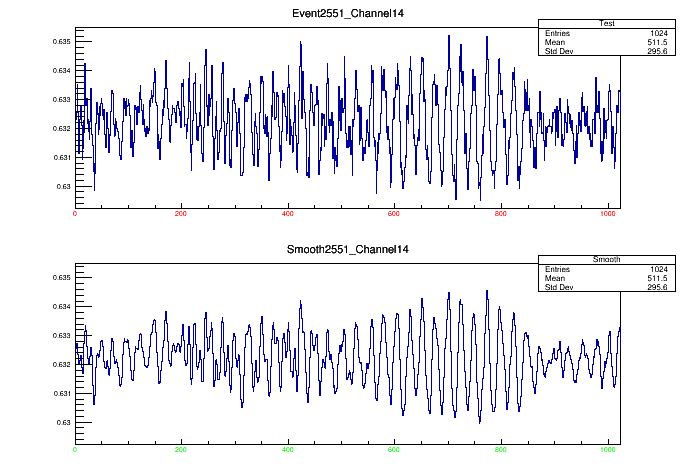 Event2551_Channel14
Test
Entries 1024
Mean 511.5
Std Dev 295.6
0.635
0.634
0.633
0.632
0.631
0.63
0 200 400 600 800 1000
Smooth2551_Channel14
Smooth
Entries 1024
Mean 511.5
Std Dev 295.6
0.635
0.634
0.633
0.632
0.631
0.63
0 200 400 600 800 1000